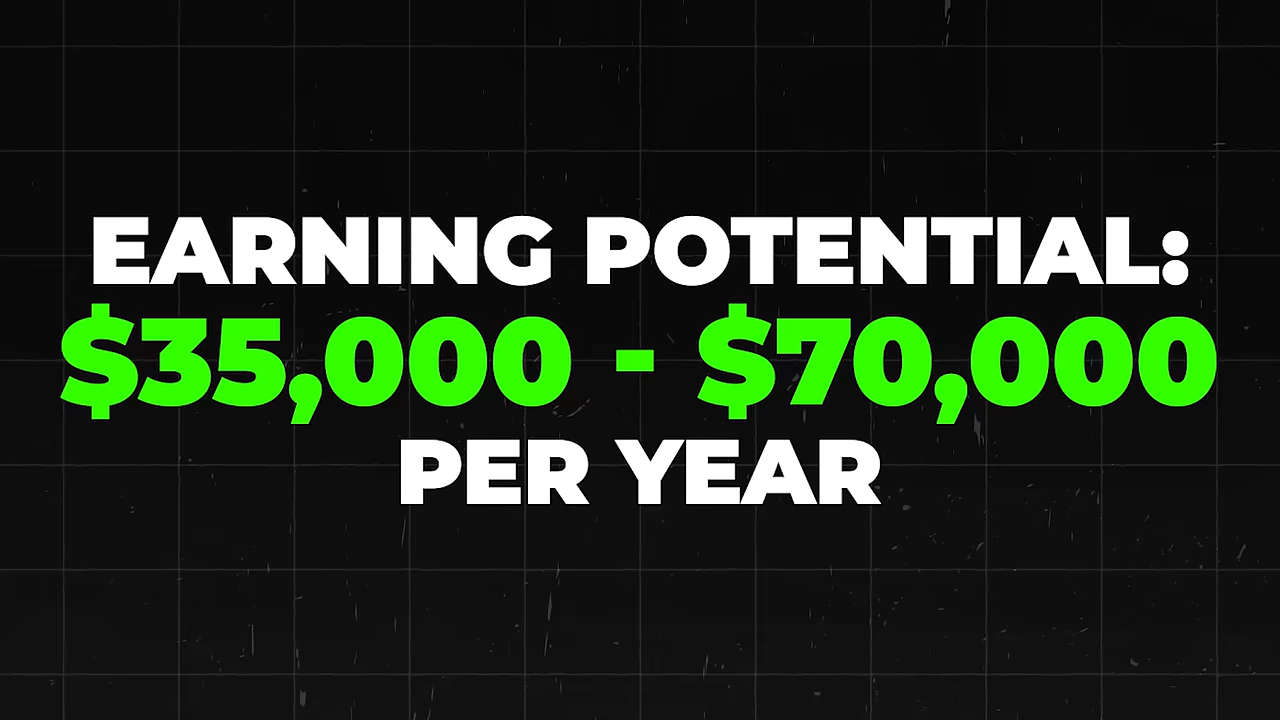 EARNING POTENTIAL:
$35,000 - $70,000
PER YEAR